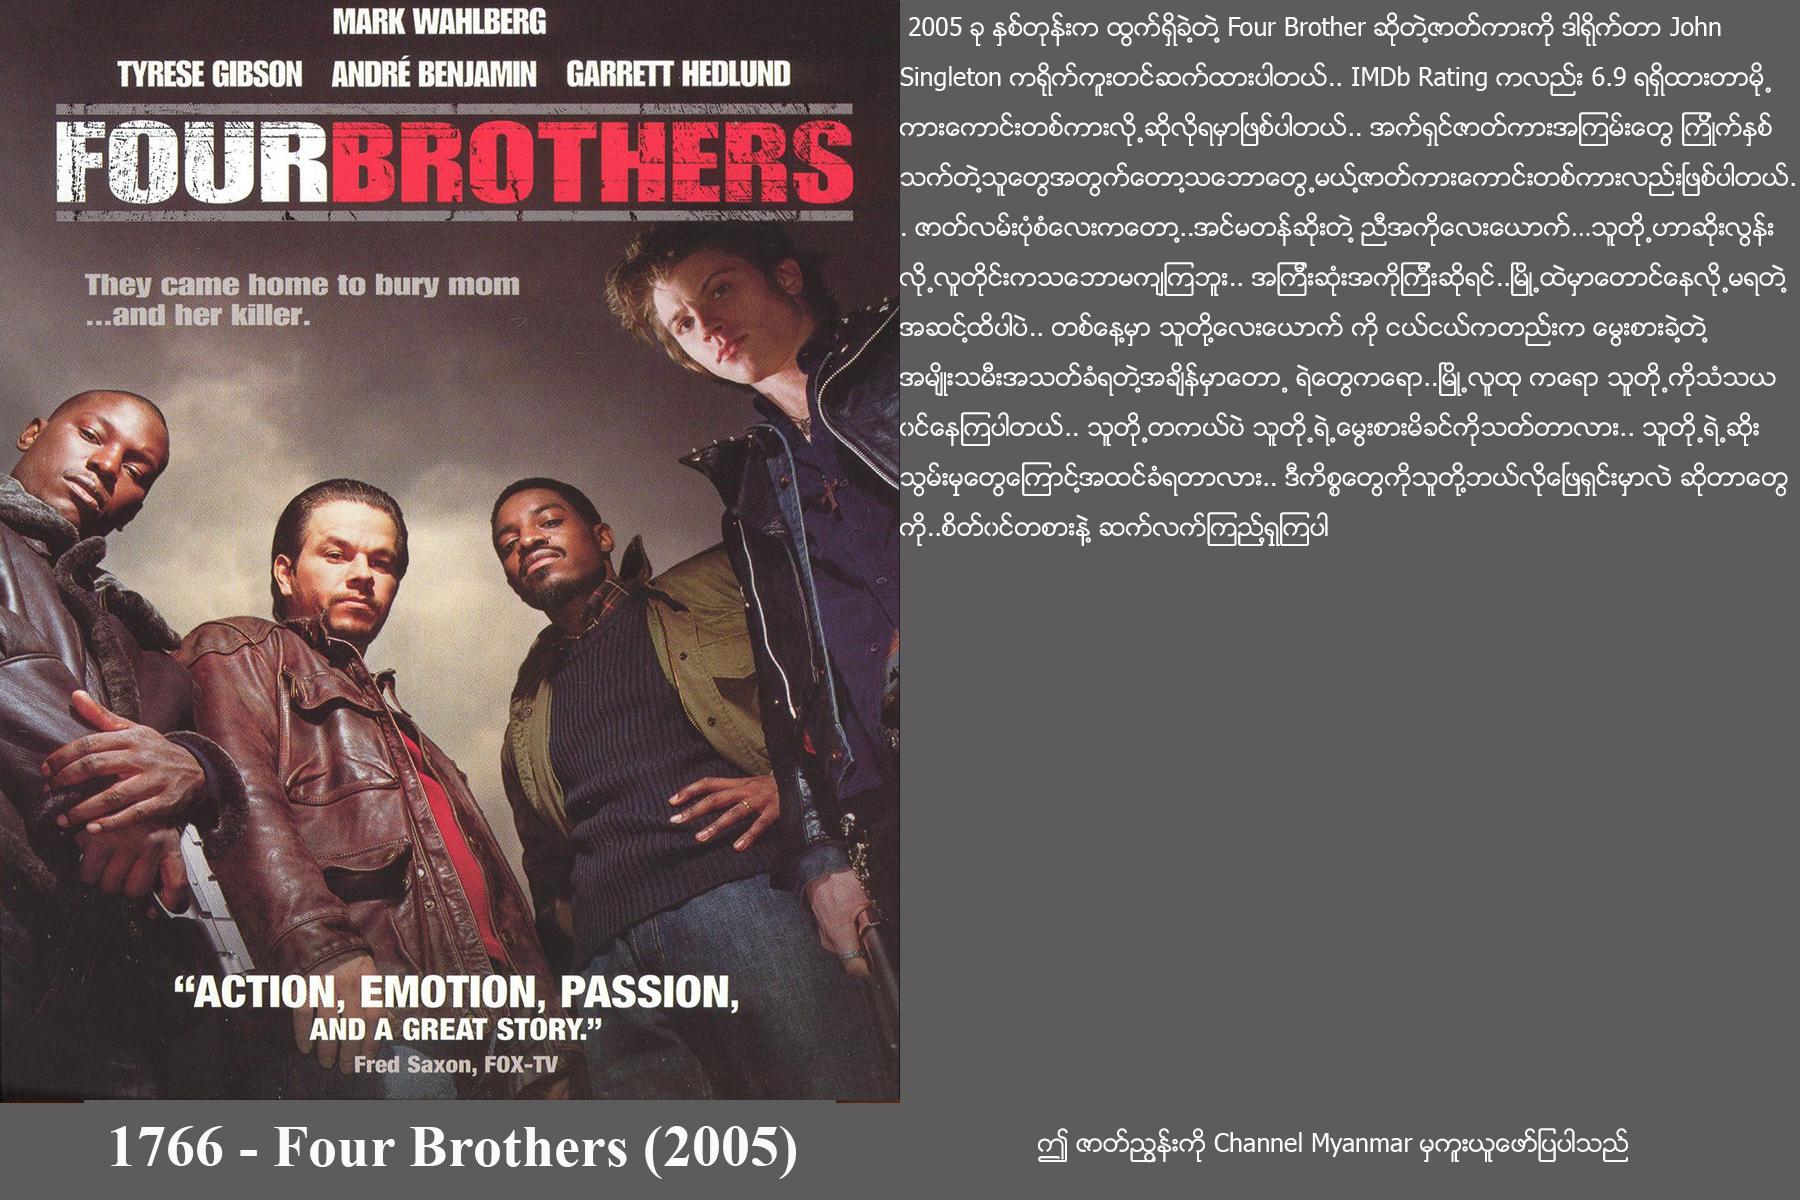 MARK WAHLBERG
TYRESE GIBSON ANDRÉ BENJAMIN GARRETT HEDLUND
FOUR BROTHERS
They came home to bury mom
...and her killer.
“ACTION, EMOTION, PASSION,
AND A GREAT STORY.”
Fred Saxon, FOX-TV
1766 - Four Brothers (2005)
2005 ခု နှစ်တုန်းက ထွက်ရှိခဲ့တဲ့ Four Brother ဆိုတဲ့ဇာတ်ကားကို ဒါရိုက်တာ John
Singleton ကရိုက်ကူးတင်ဆက်ထားပါတယ်.. IMDb Rating ကလည်း 6.9 ရရှိထားတာမို့
ကားကောင်းတစ်ကားလို့ဆိုလိုရမှာဖြစ်ပါတယ်.. အက်ရှင်ဇာတ်ကားအကြမ်းတွေ ကြိုက်နှစ်
သက်တဲ့သူတွေအတွက်တော့သဘောတွေ့မယ့်ဇာတ်ကားကောင်းတစ်ကားလည်းဖြစ်ပါတယ်.
. ဇာတ်လမ်းပုံစံလေးကတော့..အင်မတန်ဆိုးတဲ့ ညီအကိုလေးယောက်...သူတို့ဟာဆိုးလွန်း
လို့လူတိုင်းကသဘောမကျကြဘူး.. အကြီးဆုံးအကိုကြီးဆိုရင်..မြို့ထဲမှာတောင်နေလို့မရတဲ့
အဆင့်ထိပါပဲ.. တစ်နေ့မှာ သူတို့လေးယောက် ကို ငယ်ငယ်ကတည်းက မွေးစားခဲ့တဲ့
အမျိုးသမီးအသတ်ခံရတဲ့အချိန်မှာတော့ ရဲတွေကရော..မြို့လူထု ကရော သူတို့ကိုသံသယ
ဝင်နေကြပါတယ်.. သူတို့တကယ်ပဲ သူတို့ရဲ့မွေးစားမိခင်ကိုသတ်တာလား.. သူတို့ရဲ့ဆိုး
သွမ်းမှုတွေကြောင့်အထင်ခံရတာလား.. ဒီကိစ္စတွေကိုသူတို့ဘယ်လိုဖြေရှင်းမှာလဲ ဆိုတာတွေ
ကို..စိတ်ဝင်တစားနဲ့ ဆက်လက်ကြည့်ရှုကြပါ
ဤ ဇာတ်ညွှန်းကို Channel Myanmar မှကူးယူဖော်ပြပါသည်